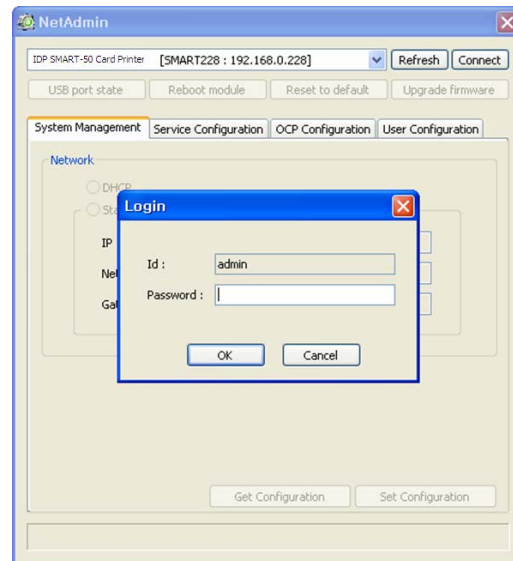 NetAdmin
IDP SMART-50 Card Printer [SMART228 : 192.168.0.228] Refresh Connect
USB port state Reboot module Reset to default Upgrade firmware
System Management Service Configuration OCP Configuration User Configuration
Network
DHCP
Login
IP
Id : admin
Password :
OK Cancel
Get Configuration Set Configuration